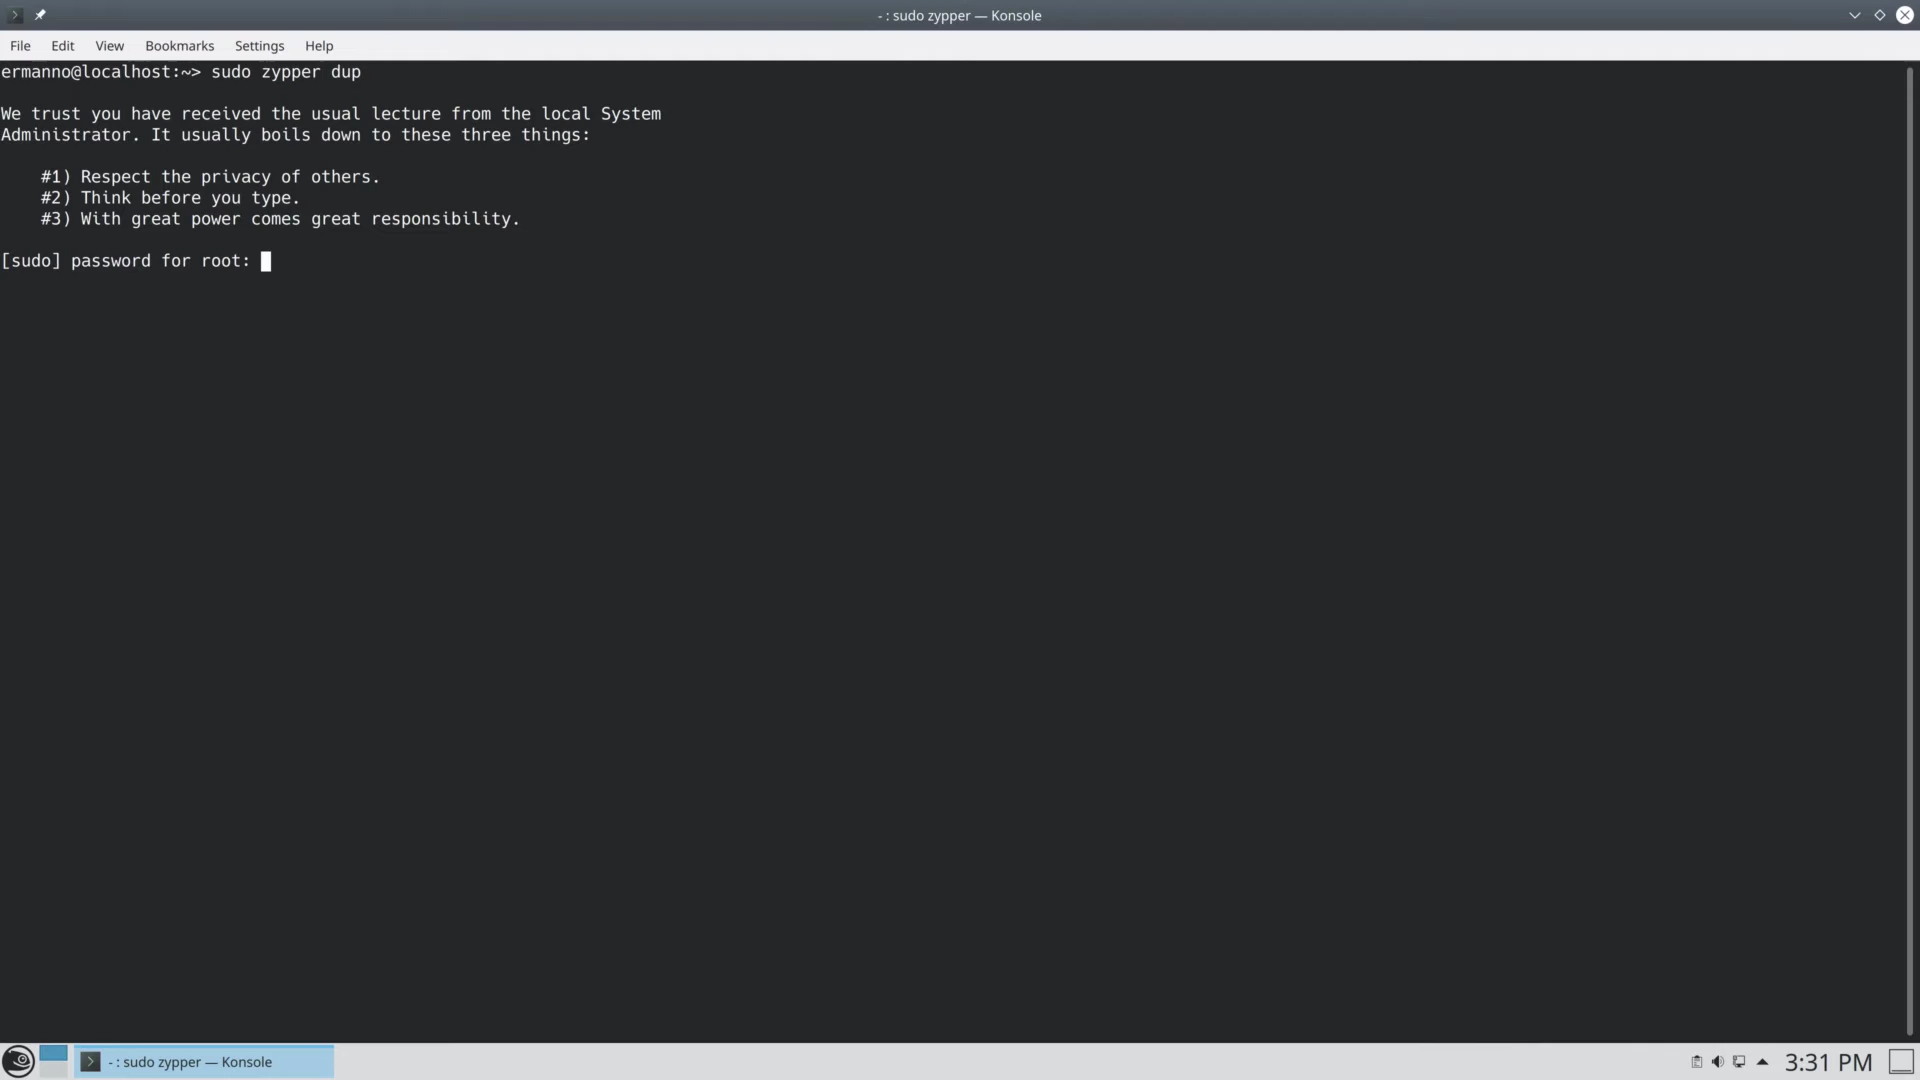 - : sudo zypper — Konsole
File Edit View Bookmarks Settings Help
ermanno@localhost:~> sudo zypper dup
We trust you have received the usual lecture from the local System
Administrator. It usually boils down to these three things:
#1) Respect the privacy of others.
#2) Think before you type.
#3) With great power comes great responsibility.
[sudo] password for root:
- : sudo zypper — Konsole
3:31 PM